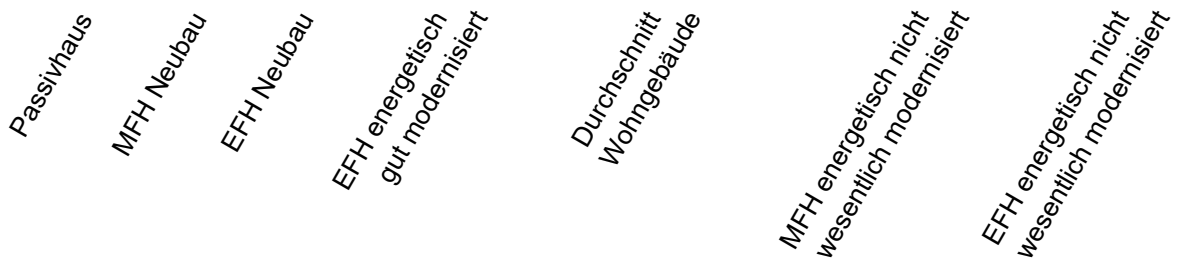 Passivhaus
MFH Neubau
EFH Neubau
EFH energetisch
gut modernisiert
Durchschnitt
Wohngebäude
MFH energetisch nicht
wesentlich modernisiert
EFH energetisch nicht
wesentlich modernisiert